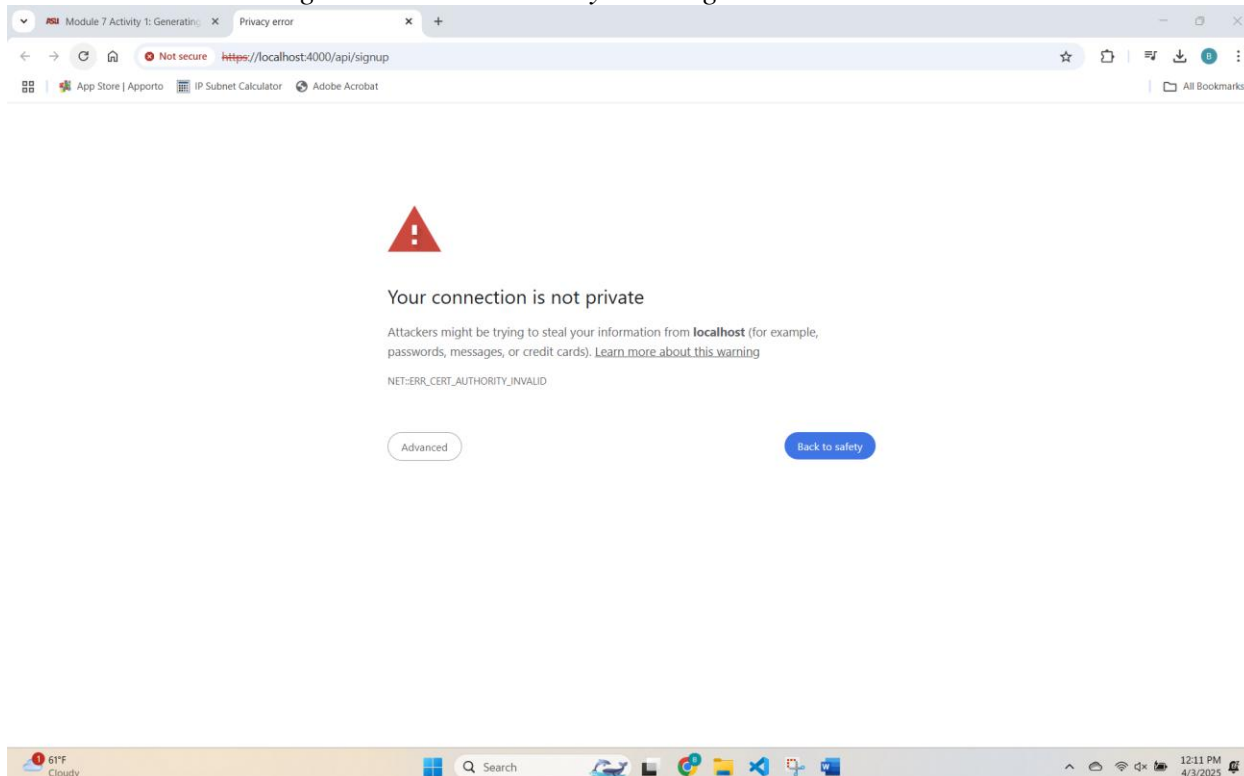 Module 7 Activity 1: Generating
Privacy error
Not secure https://localhost:4000/api/signup
App Store | Apporto IP Subnet Calculator Adobe Acrobat All Bookmarks
Your connection is not private
Attackers might be trying to steal your information from localhost (for example,
passwords, messages, or credit cards). Learn more about this warning
NET::ERR_CERT_AUTHORITY_INVALID
Advanced Back to safety
1 61°F
Cloudy
Search
12:11 PM
4/3/2025